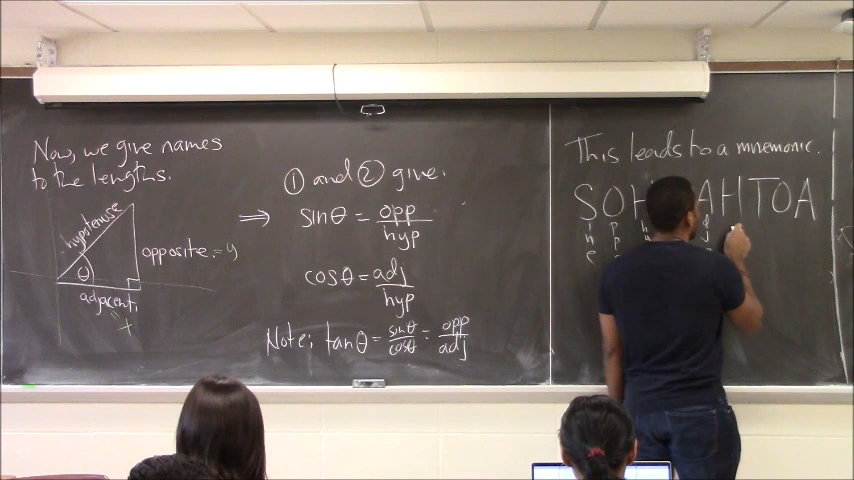 Now, we give names
to the lengths.
hypotenuse
θ
opposite = y
adjacent
x
① and ② give:
⇒ sinθ = opp/hyp
cosθ = adj/hyp
Note: tanθ = sinθ/cosθ = opp/adj
This leads to a mnemonic.
SOH AHTOA
ine